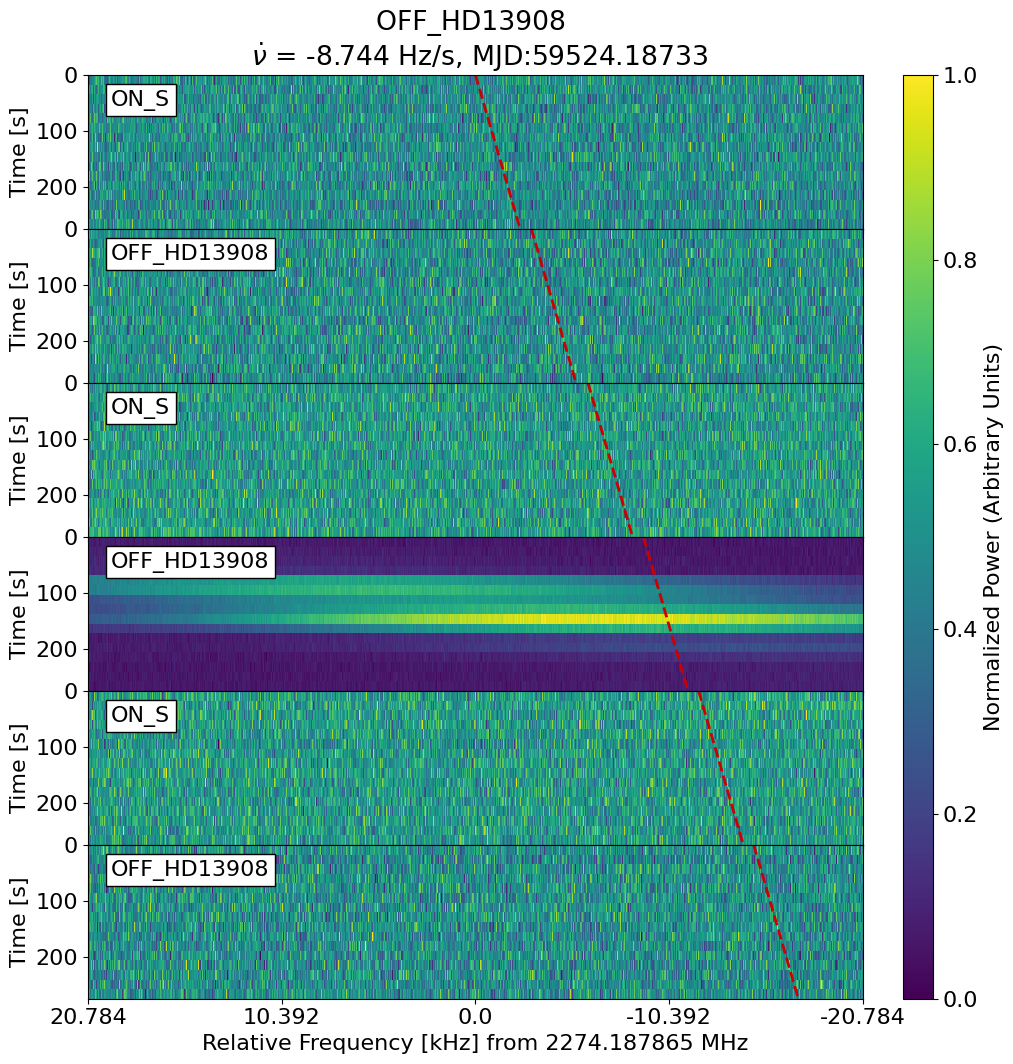 OFF_HD13908
ν̇ = -8.744 Hz/s, MJD:59524.18733
0
100
200
Time [s]
ON_S
0
100
200
Time [s]
OFF_HD13908
0
100
200
Time [s]
ON_S
0
100
200
Time [s]
OFF_HD13908
0
100
200
Time [s]
ON_S
0
100
200
Time [s]
OFF_HD13908
20.784 10.392 0.0 -10.392 -20.784
Relative Frequency [kHz] from 2274.187865 MHz
1.0
0.8
0.6
0.4
0.2
0.0
Normalized Power (Arbitrary Units)